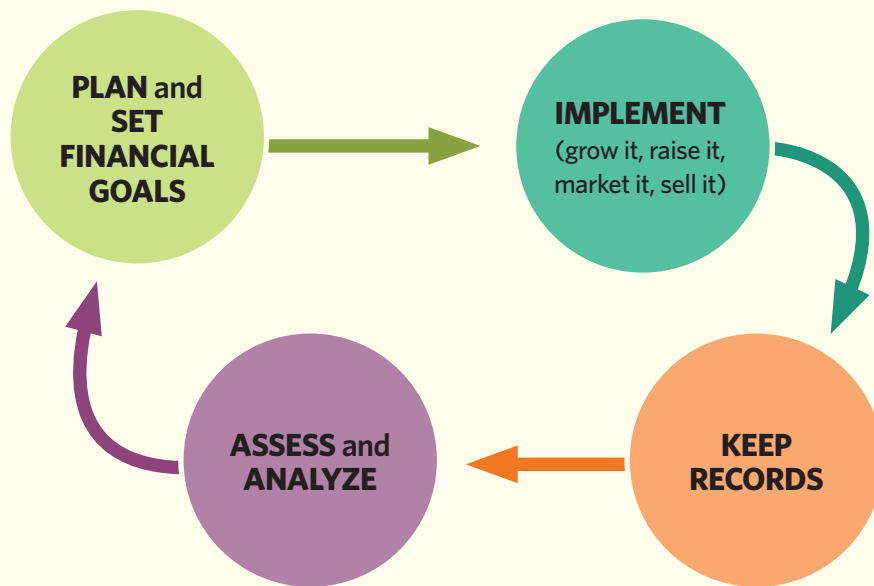 PLAN and
SET
FINANCIAL
GOALS
IMPLEMENT
(grow it, raise it,
market it, sell it)
KEEP
RECORDS
ASSESS and
ANALYZE